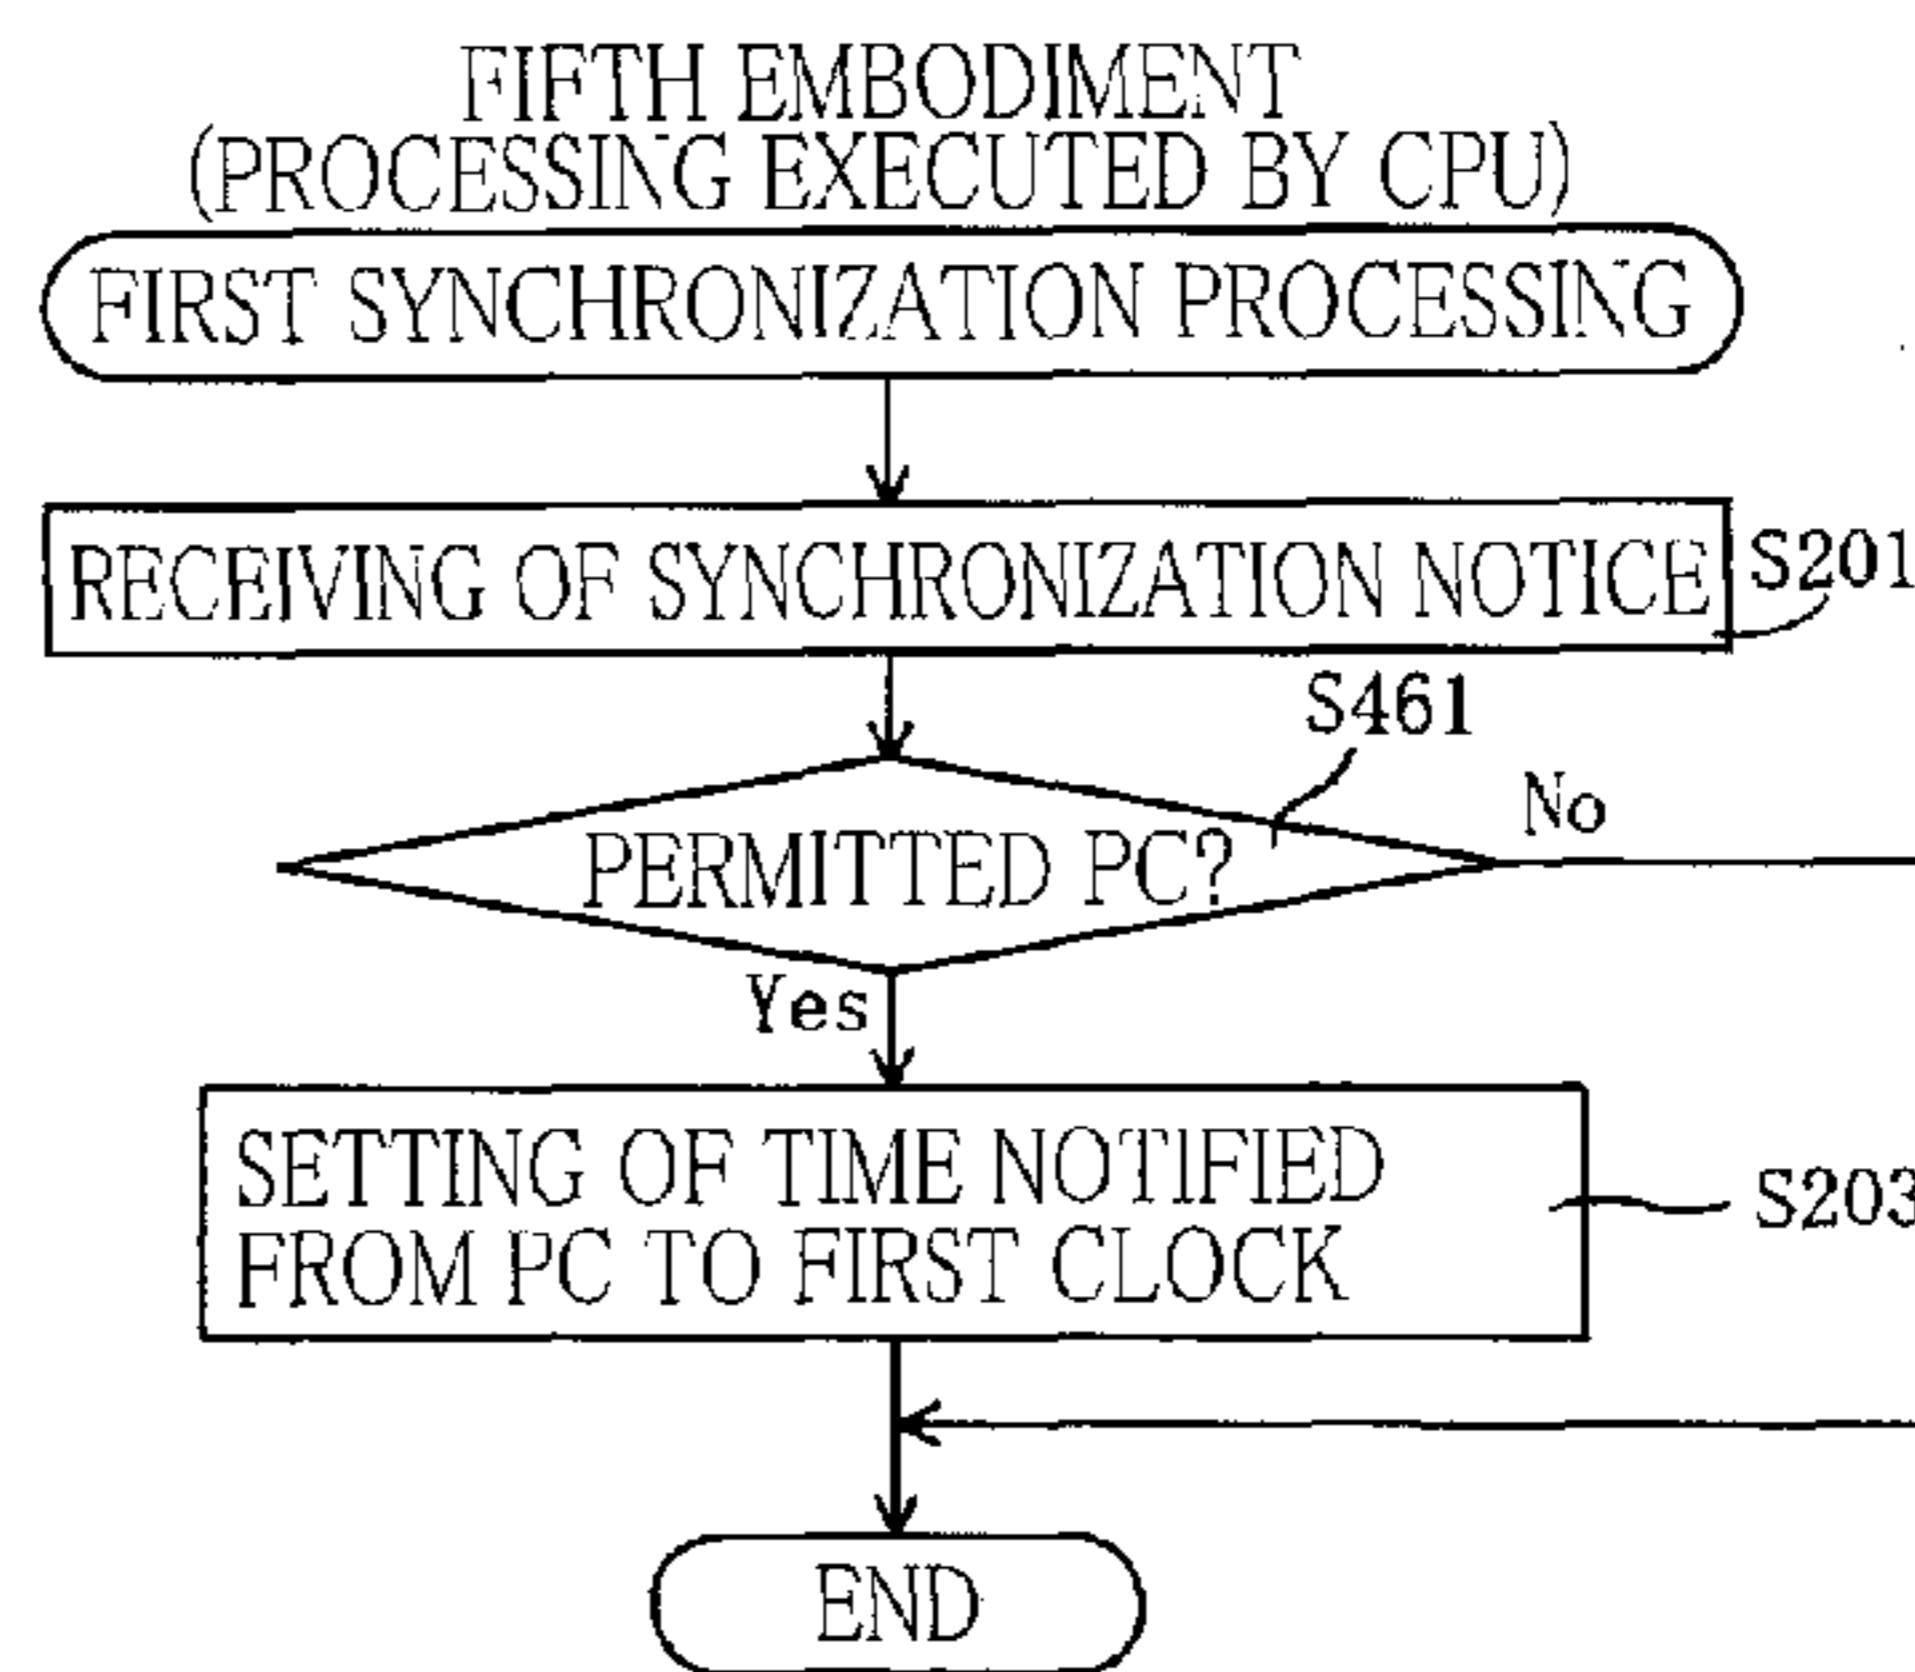 FIFTH EMBODIMENT
(PROCESSING EXECUTED BY CPU)
FIRST SYNCHRONIZATION PROCESSING
RECEIVING OF SYNCHRONIZATION NOTICE
S201
S461
PERMITTED PC?
No
Yes
SETTING OF TIME NOTIFIED
FROM PC TO FIRST CLOCK
S203
END